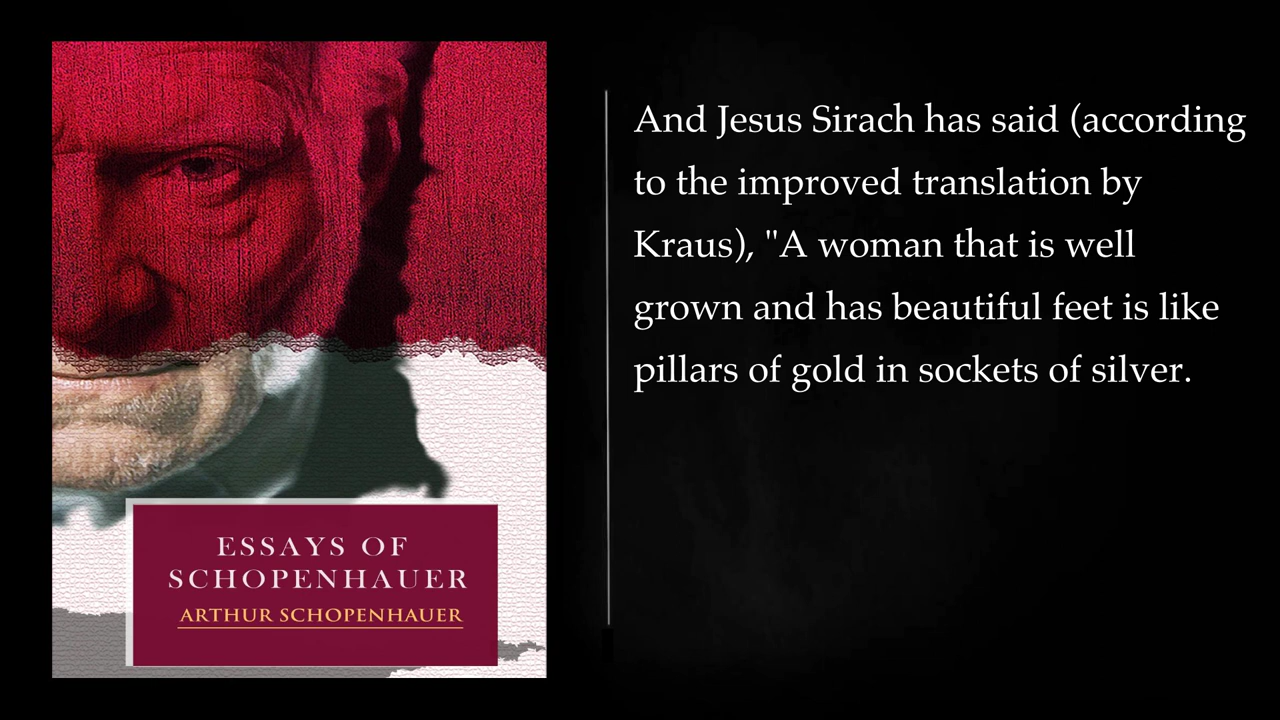 ESSAYS OF
SCHOPENHAUER
ARTHUR SCHOPENHAUER
And Jesus Sirach has said (according
to the improved translation by
Kraus), "A woman that is well
grown and has beautiful feet is like
pillars of gold in sockets of silver.